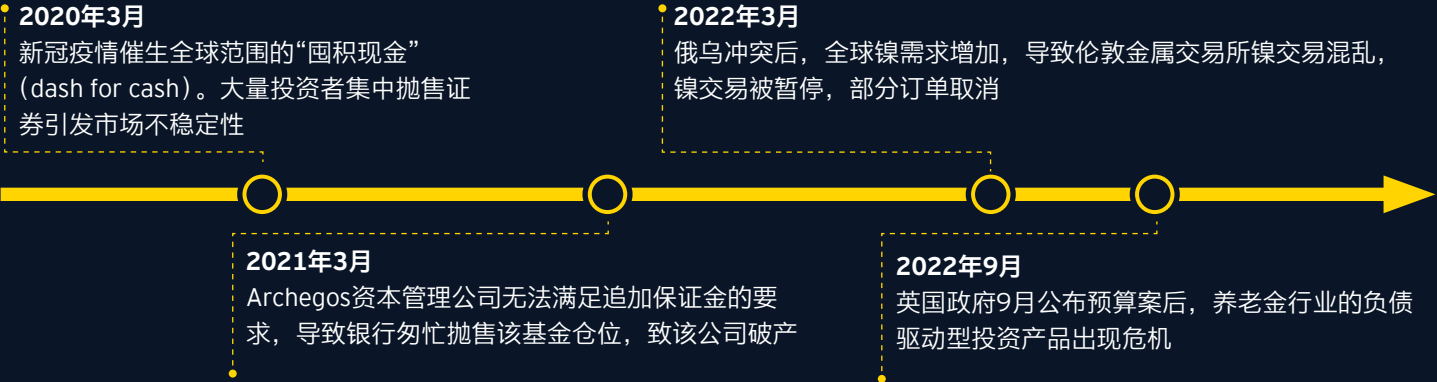 2020年3月
新冠疫情催生全球范围的“囤积现金”
（dash for cash）。大量投资者集中抛售证
券引发市场不稳定性
2022年3月
俄乌冲突后，全球镍需求增加，导致伦敦金属交易所镍交易混乱，
镍交易被暂停，部分订单取消
2021年3月
Archegos资本管理公司无法满足追加保证金的要
求，导致银行匆忙抛售该基金仓位，致该公司破产
2022年9月
英国政府9月公布预算案后，养老金行业的负债
驱动型投资产品出现危机